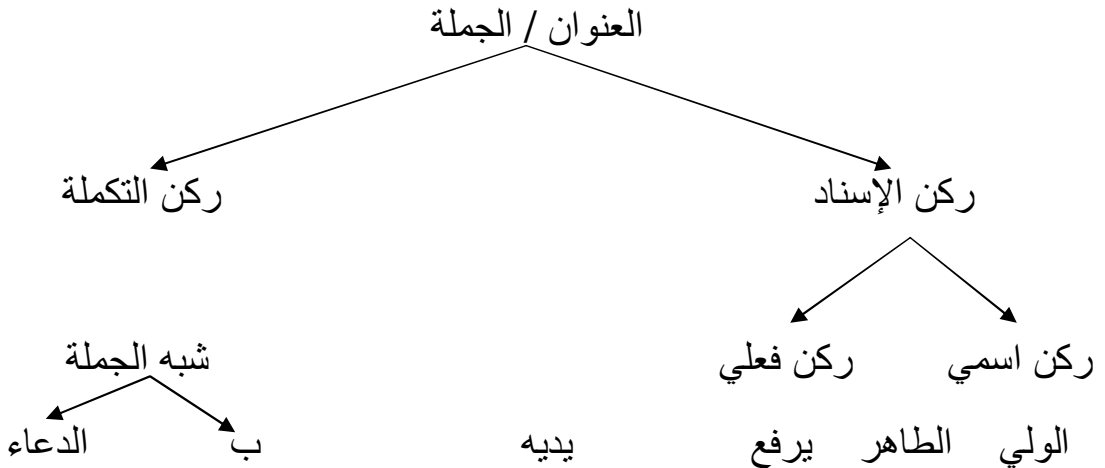 العنوان / الجملة
ركن الإسناد ركن التكملة
ركن اسمي ركن فعلي شبه الجملة
الولي الطاهر يرفع يديه ب الدعاء